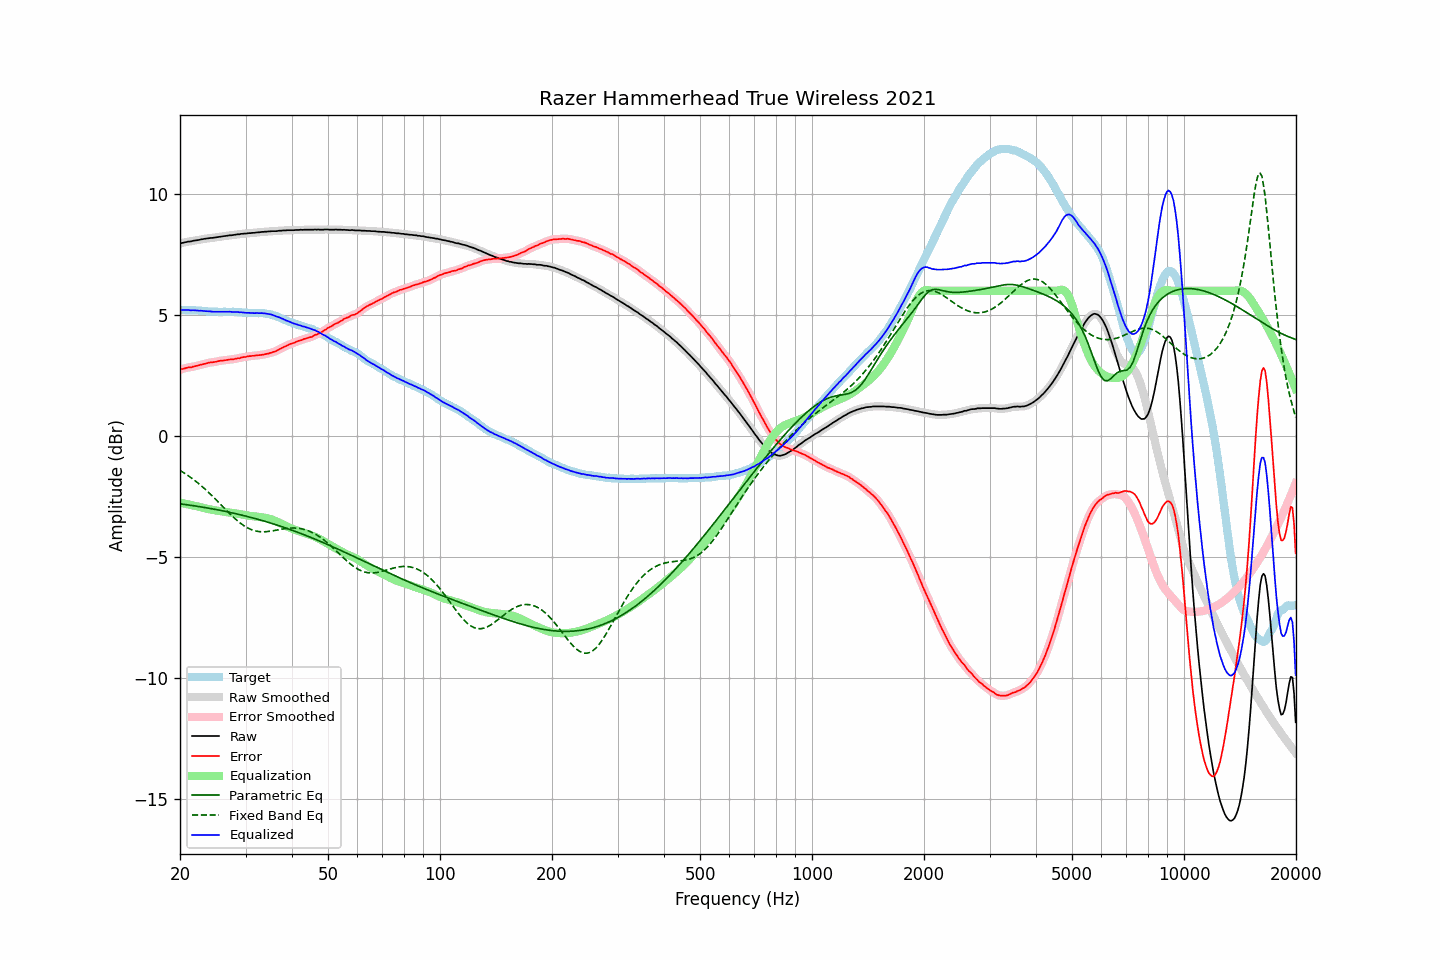 Razer Hammerhead True Wireless 2021
Amplitude (dBr)
10
5
0
−5
−10
−15
Target
Raw Smoothed
Error Smoothed
Raw
Error
Equalization
Parametric Eq
Fixed Band Eq
Equalized
20 50 100 200 500 1000 2000 5000 10000 20000
Frequency (Hz)